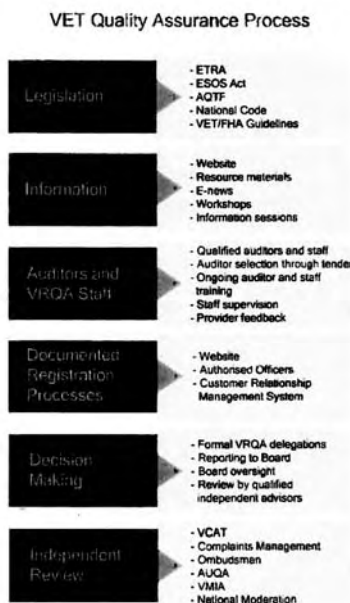 VET Quality Assurance Process
Legislation
- ETRA
- ESOS Act
- AQTF
- National Code
- VET/FHA Guidelines
Information
- Website
- Resource materials
- E-news
- Workshops
- Information sessions
Auditors and
VRQA Staff
- Qualified auditors and staff
- Auditor selection through tender
- Ongoing auditor and staff
training
- Staff supervision
- Provider feedback
Documented
Registration
Processes
- Website
- Authorised Officers
- Customer Relationship
Management System
Decision
Making
- Formal VRQA delegations
- Reporting to Board
- Board oversight
- Review by qualified
independent advisors
Independent
Review
- VCAT
- Complaints Management
- Ombudsman
- AUQA
- VMIA
- National Moderation